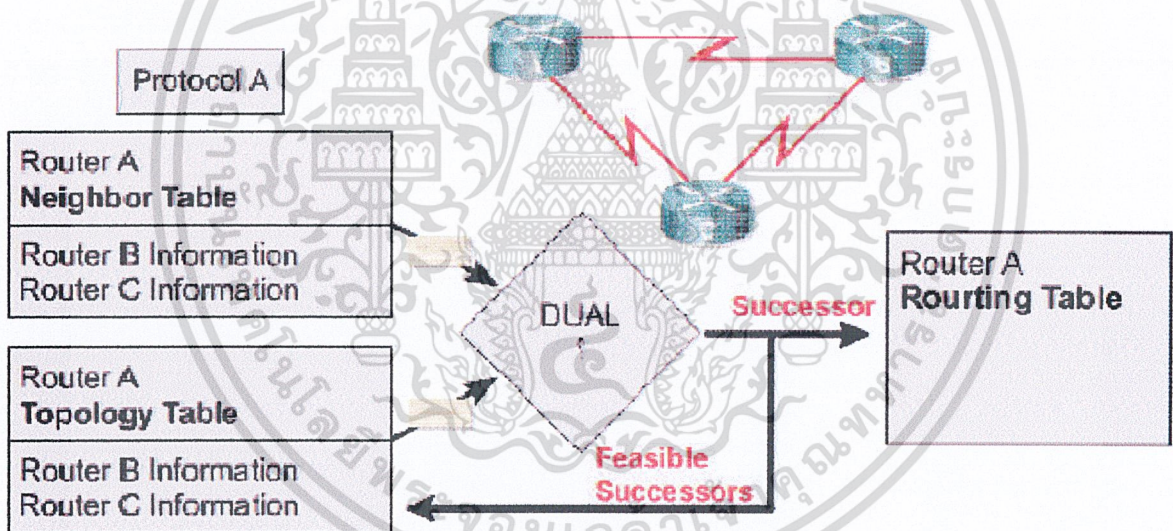 Protocol A
Router A
Neighbor Table
Router B Information
Router C Information
Router A
Topology Table
Router B Information
Router C Information
DUAL
Successor
Feasible
Successors
Router A
Rourting Table